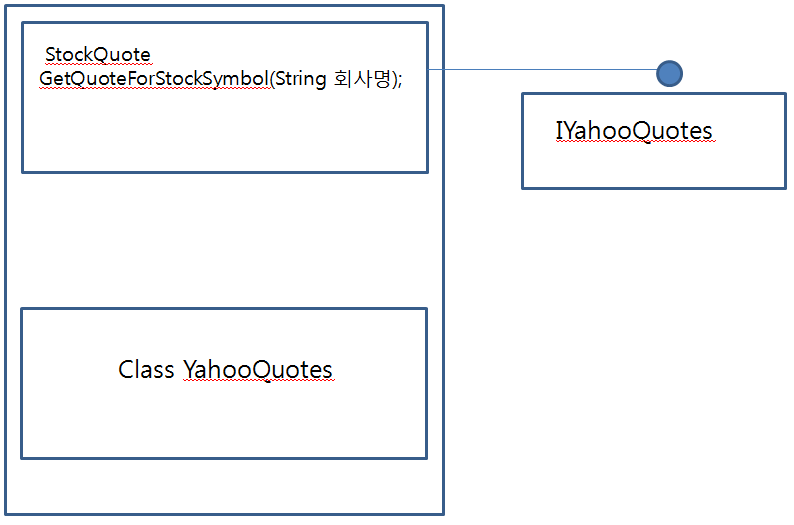 StockQuote
GetQuoteForStockSymbol(String 회사명);
IYahooQuotes
Class YahooQuotes